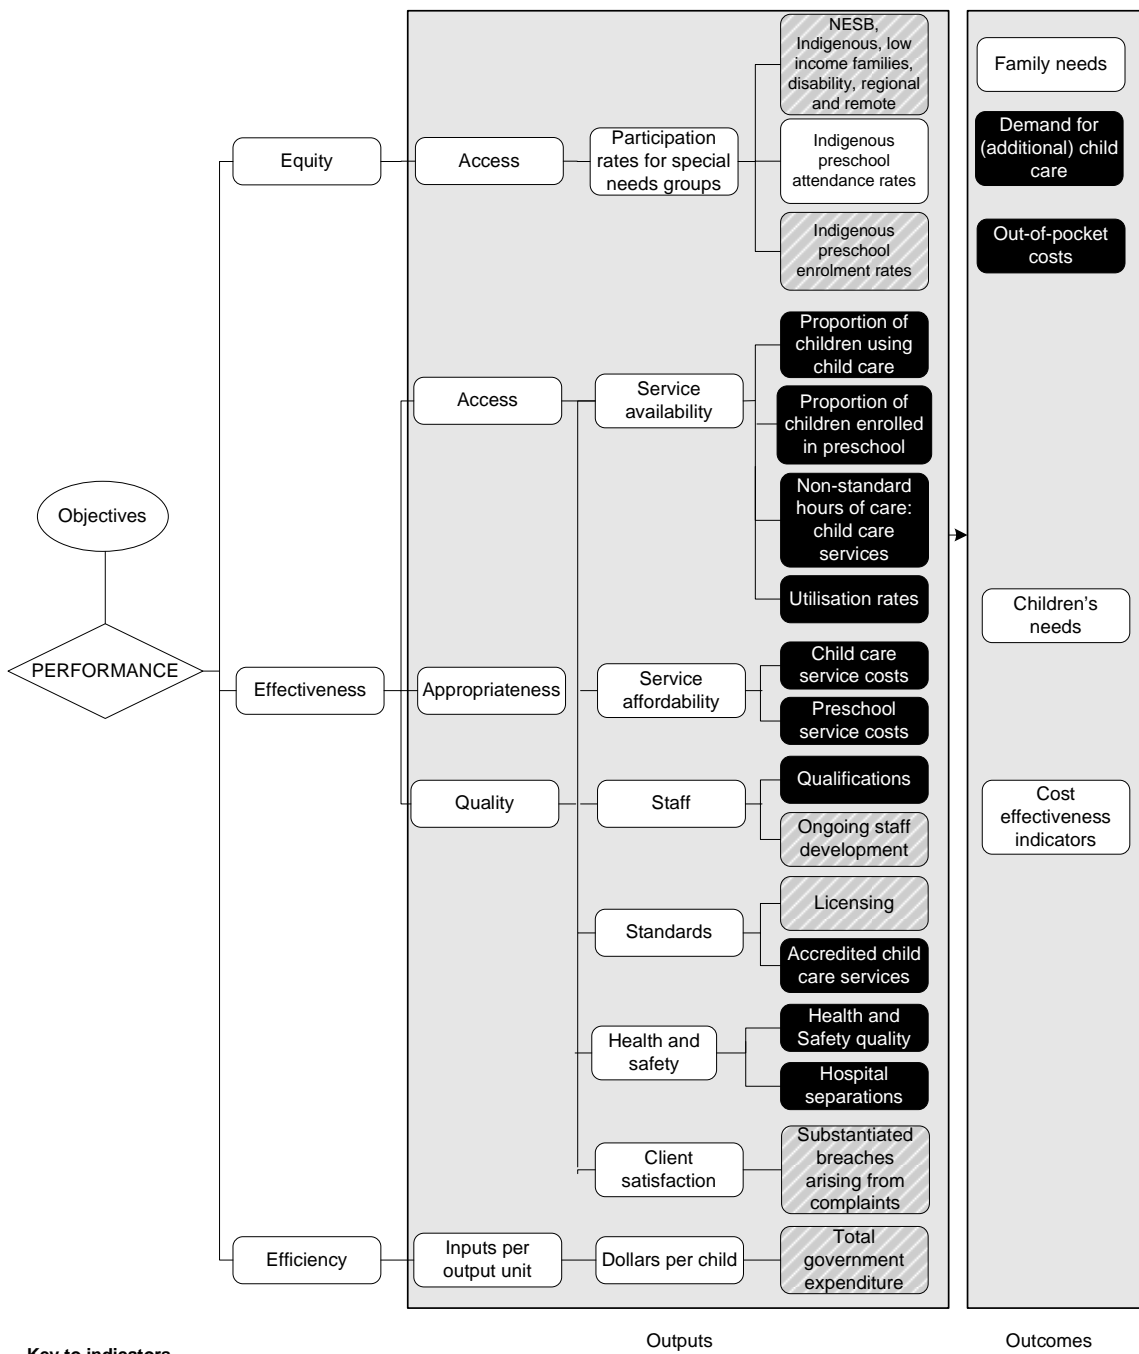 NESB,
Indigenous, low
income families,
disability, regional
and remote
Family needs
Demand for
(additional) child
care
Equity
Access
Participation
rates for special
needs groups
Indigenous
preschool
attendance rates
Indigenous
preschool
enrolment rates
Out-of-pocket
costs
Proportion of
children using
child care
Access
Service
availability
Proportion of
children enrolled
in preschool
Objectives
Non-standard
hours of care:
child care
services
Utilisation rates
Children's
needs
PERFORMANCE
Effectiveness
Appropriateness
Service
affordability
Child care
service costs
Preschool
service costs
Quality
Staff
Qualifications
Cost
effectiveness
indicators
Ongoing staff
development
Licensing
Standards
Accredited child
care services
Health and
safety
Health and
Safety quality
Hospital
separations
Client
satisfaction
Substantiated
breaches
arising from
complaints
Efficiency
Inputs per
output unit
Dollars per child
Total
government
expenditure
Outputs
Outcomes
Key to indicators